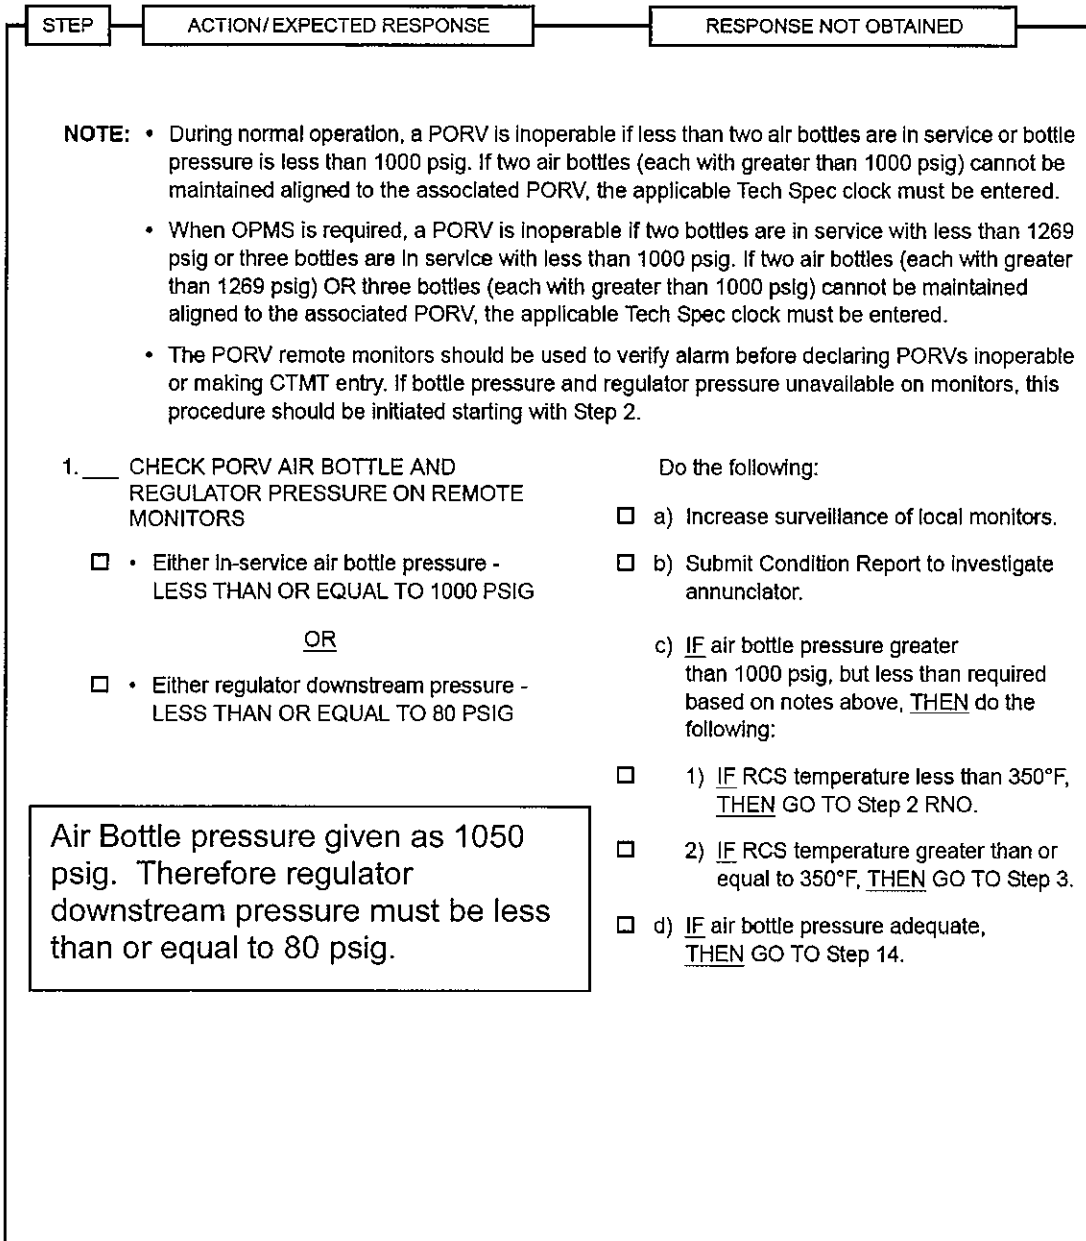 STEP ACTION/EXPECTED RESPONSE RESPONSE NOT OBTAINED
NOTE: • During normal operation, a PORV is inoperable if less than two air bottles are in service or bottle
pressure is less than 1000 psig. If two air bottles (each with greater than 1000 psig) cannot be
maintained aligned to the associated PORV, the applicable Tech Spec clock must be entered.
• When OPMS is required, a PORV is inoperable if two bottles are in service with less than 1269
psig or three bottles are in service with less than 1000 psig. If two air bottles (each with greater
than 1269 psig) OR three bottles (each with greater than 1000 psig) cannot be maintained
aligned to the associated PORV, the applicable Tech Spec clock must be entered.
• The PORV remote monitors should be used to verify alarm before declaring PORVs inoperable
or making CTMT entry. If bottle pressure and regulator pressure unavailable on monitors, this
procedure should be initiated starting with Step 2.
1.___ CHECK PORV AIR BOTTLE AND
REGULATOR PRESSURE ON REMOTE
MONITORS
☐ • Either in-service air bottle pressure -
LESS THAN OR EQUAL TO 1000 PSIG
OR
☐ • Either regulator downstream pressure -
LESS THAN OR EQUAL TO 80 PSIG
Air Bottle pressure given as 1050
psig. Therefore regulator
downstream pressure must be less
than or equal to 80 psig.
Do the following:
☐ a) Increase surveillance of local monitors.
☐ b) Submit Condition Report to investigate
annunciator.
c) IF air bottle pressure greater
than 1000 psig, but less than required
based on notes above, THEN do the
following:
☐ 1) IF RCS temperature less than 350°F,
THEN GO TO Step 2 RNO.
☐ 2) IF RCS temperature greater than or
equal to 350°F, THEN GO TO Step 3.
☐ d) IF air bottle pressure adequate,
THEN GO TO Step 14.